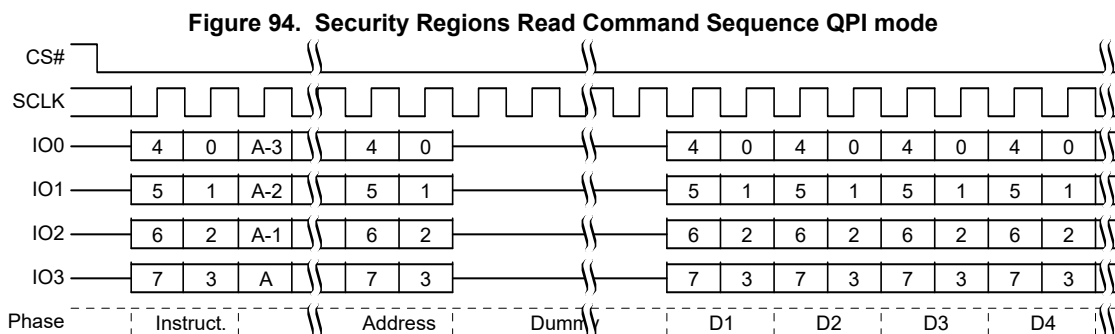 Figure 94. Security Regions Read Command Sequence QPI mode
CS#
SCLK
IO0 4 0 A-3 4 0 4 0 4 0 4 0 4 0
IO1 5 1 A-2 5 1 5 1 5 1 5 1 5 1
IO2 6 2 A-1 6 2 6 2 6 2 6 2 6 2
IO3 7 3 A 7 3 7 3 7 3 7 3 7 3
Phase Instruct. Address Dummy D1 D2 D3 D4